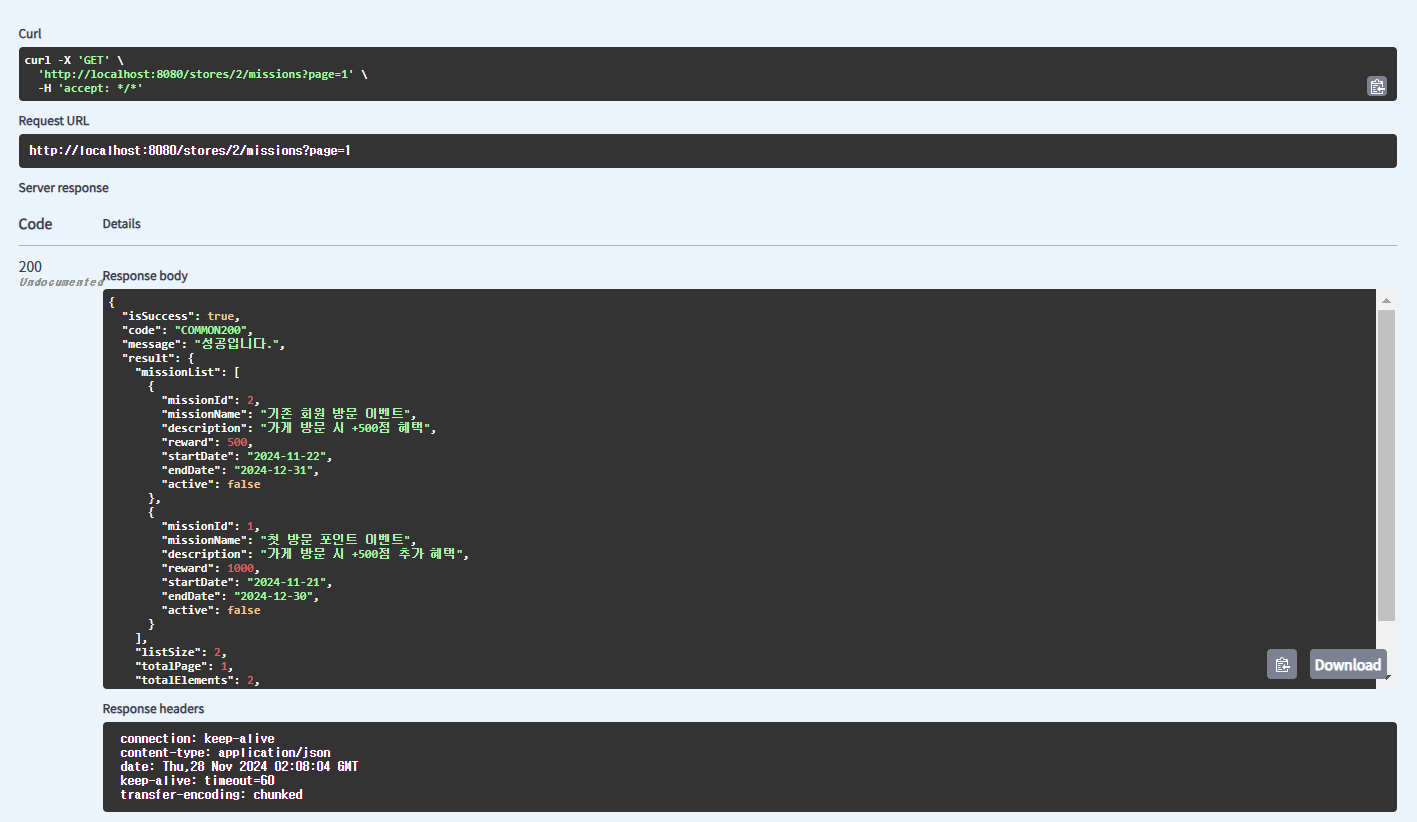 Curl
curl -X 'GET' \
  'http://localhost:8080/stores/2/missions?page=1' \
  -H 'accept: */*'
Request URL
http://localhost:8080/stores/2/missions?page=1
Server response
Code Details
200
Undocumented
Response body
{
  "isSuccess": true,
  "code": "COMMON200",
  "message": "성공입니다.",
  "result": {
    "missionList": [
      {
        "missionId": 2,
        "missionName": "기존 회원 방문 이벤트",
        "description": "가게 방문 시 +500점 혜택",
        "reward": 500,
        "startDate": "2024-11-22",
        "endDate": "2024-12-31",
        "active": false
      },
      {
        "missionId": 1,
        "missionName": "첫 방문 포인트 이벤트",
        "description": "가게 방문 시 +500점 추가 혜택",
        "reward": 1000,
        "startDate": "2024-11-21",
        "endDate": "2024-12-30",
        "active": false
      }
    ],
    "listSize": 2,
    "totalPage": 1,
    "totalElements": 2,
Download
Response headers
connection: keep-alive
content-type: application/json
date: Thu,28 Nov 2024 02:08:04 GMT
keep-alive: timeout=60
transfer-encoding: chunked